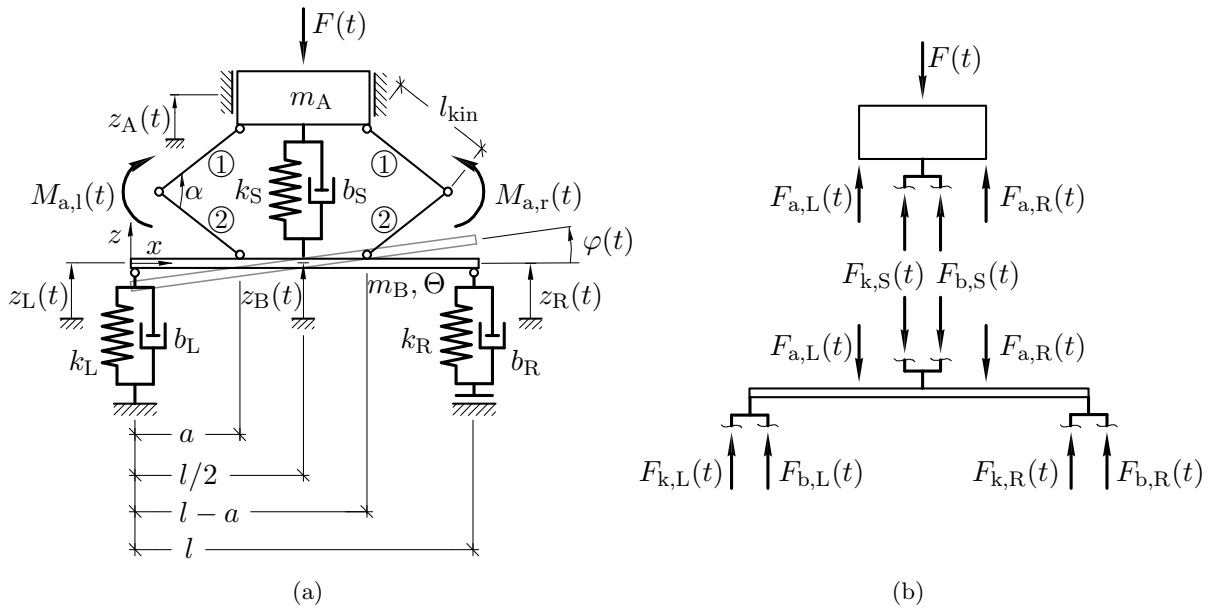 F(t)
m_A
z_A(t)
l_kin
①
①
M_a,l(t)
α
k_S
b_S
M_a,r(t)
②
②
z
x
φ(t)
z_L(t)
z_B(t)
m_B, Θ
z_R(t)
k_L
b_L
k_R
b_R
a
l/2
l − a
l
(a)
F(t)
F_a,L(t)
F_a,R(t)
F_k,S(t)
F_b,S(t)
F_a,L(t)
F_a,R(t)
F_k,L(t)
F_b,L(t)
F_k,R(t)
F_b,R(t)
(b)